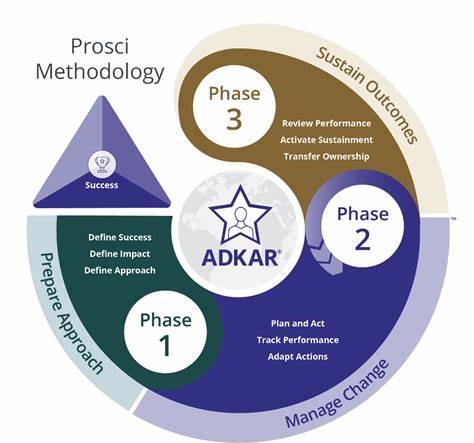 Prosci
Methodology
Success
Sustain Outcomes
Phase
3
Review Performance
Activate Sustainment
Transfer Ownership
Phase
2
ADKAR®
Define Success
Define Impact
Define Approach
Prepare Approach
Phase
1
Plan and Act
Track Performance
Adapt Actions
Manage Change
™